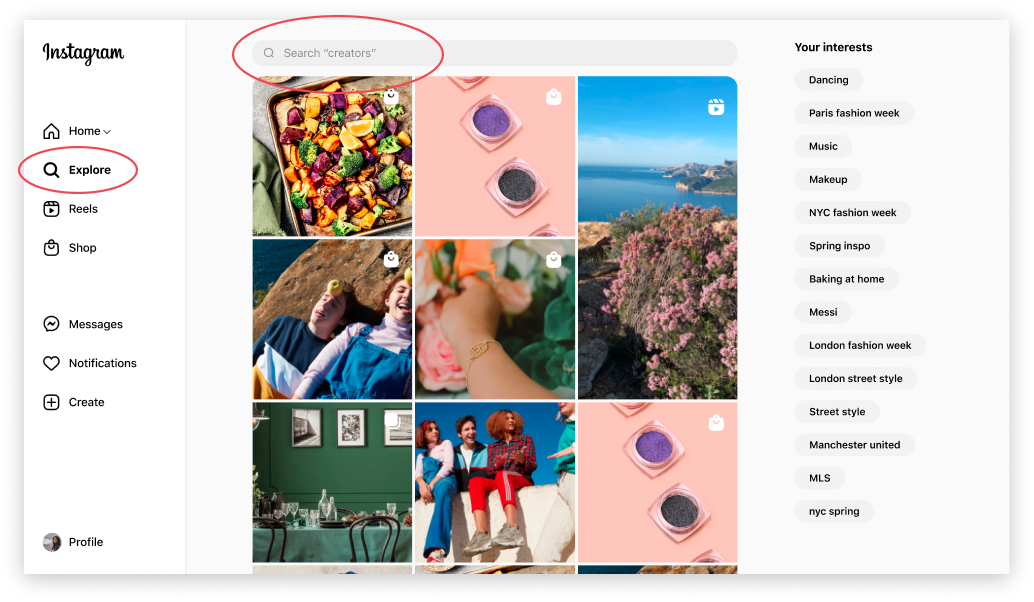 Instagram
Home
Explore
Reels
Shop
Messages
Notifications
Create
Profile
Search “creators”
Your interests
Dancing
Paris fashion week
Music
Makeup
NYC fashion week
Spring inspo
Baking at home
Messi
London fashion week
London street style
Street style
Manchester united
MLS
nyc spring